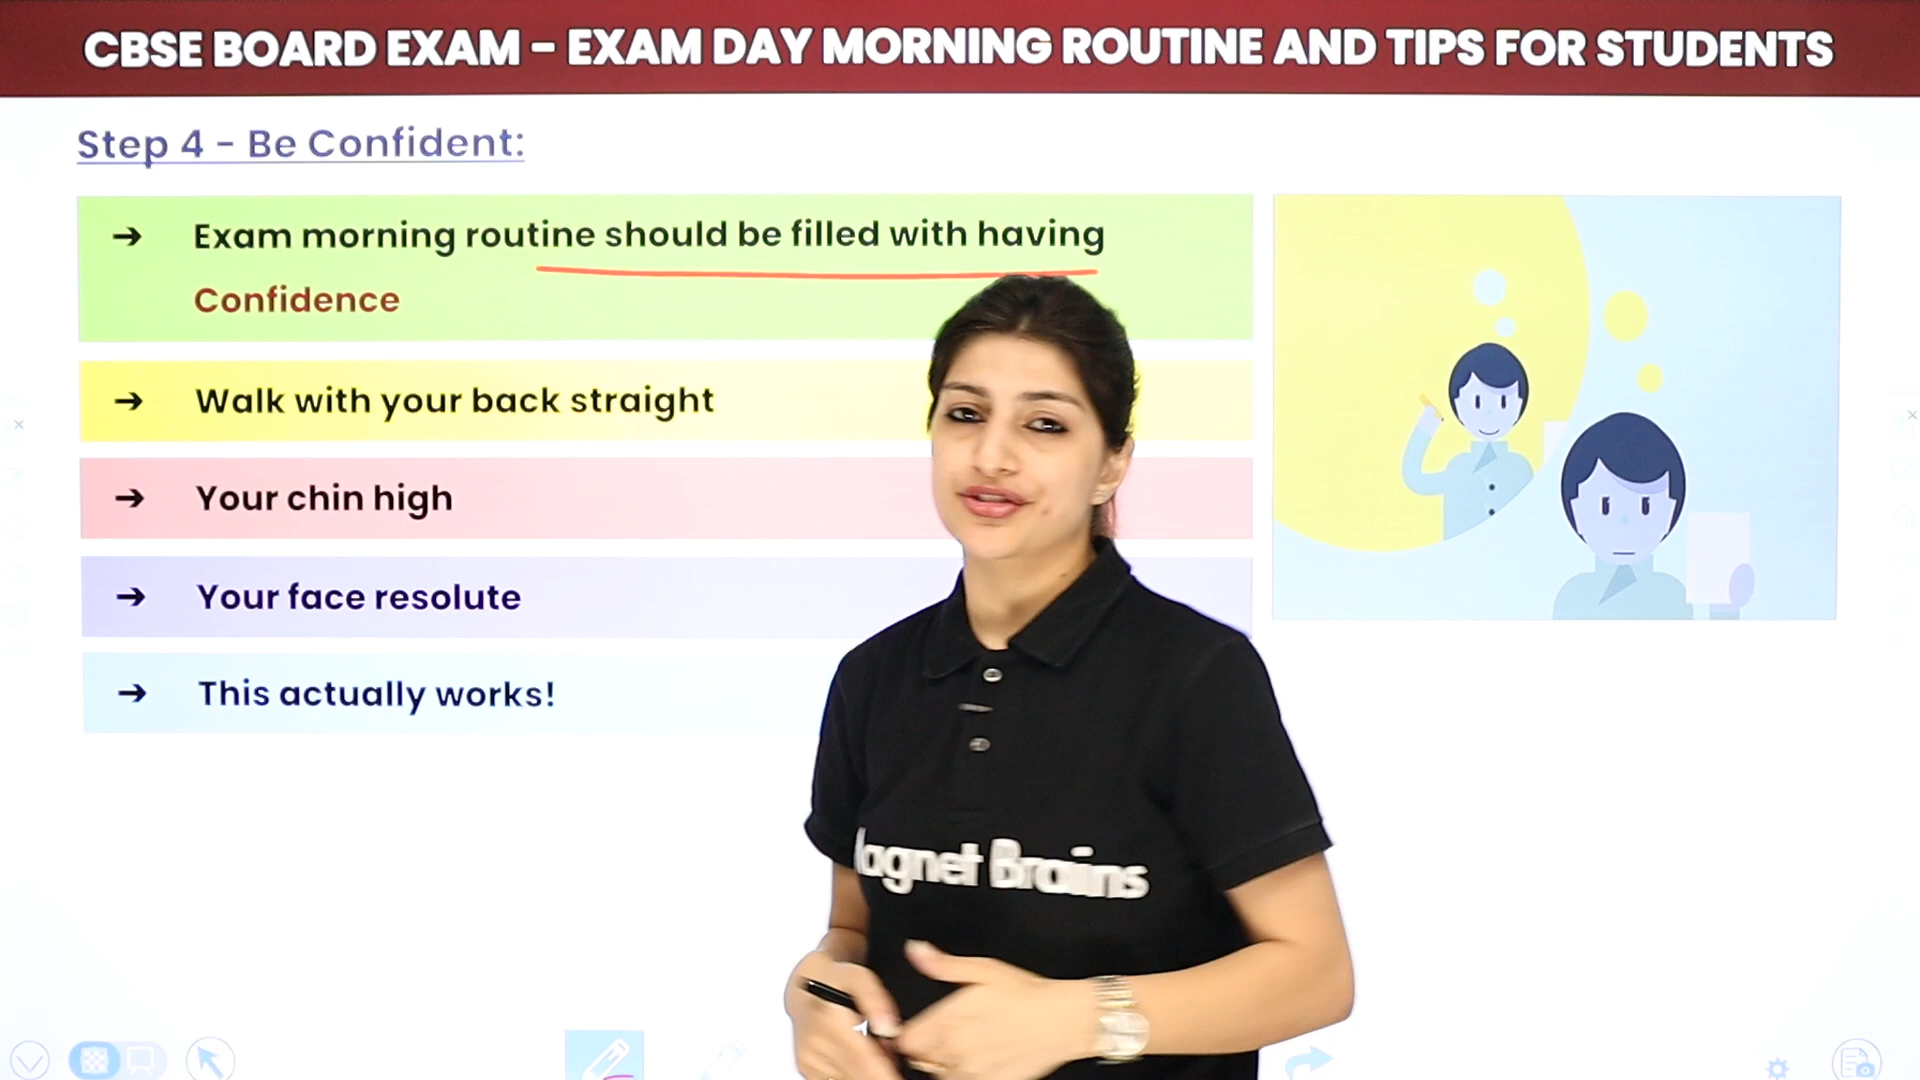 CBSE BOARD EXAM – EXAM DAY MORNING ROUTINE AND TIPS FOR STUDENTS
Step 4 - Be Confident:
➔ Exam morning routine should be filled with having
Confidence
➔ Walk with your back straight
➔ Your chin high
➔ Your face resolute
➔ This actually works!
agnet Brains